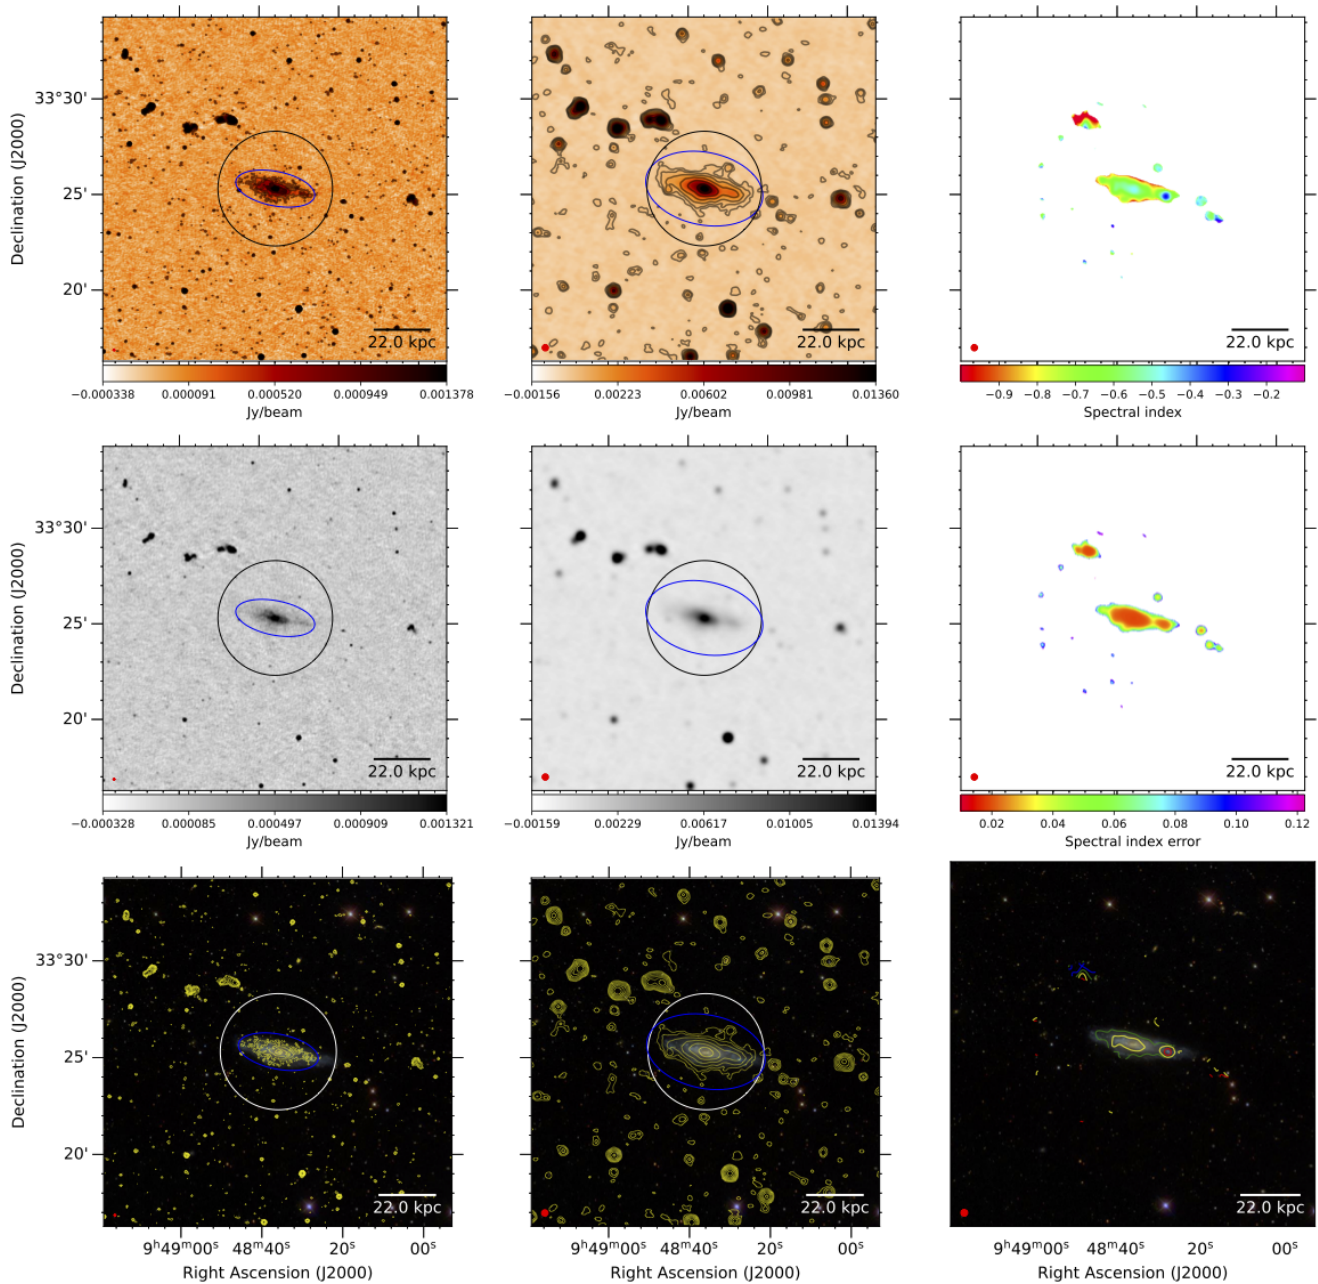 Declination (J2000)
33°30'
25'
20'
22.0 kpc
22.0 kpc
22.0 kpc
−0.000338 0.000091 0.000520 0.000949 0.001378
Jy/beam
−0.00156 0.00223 0.00602 0.00981 0.01360
Jy/beam
−0.9 −0.8 −0.7 −0.6 −0.5 −0.4 −0.3 −0.2
Spectral index
Declination (J2000)
33°30'
25'
20'
22.0 kpc
22.0 kpc
22.0 kpc
−0.000328 0.000085 0.000497 0.000909 0.001321
Jy/beam
−0.00159 0.00229 0.00617 0.01005 0.01394
Jy/beam
0.02 0.04 0.06 0.08 0.10 0.12
Spectral index error
Declination (J2000)
33°30'
25'
20'
22.0 kpc
22.0 kpc
22.0 kpc
9ʰ49ᵐ00ˢ 48ᵐ40ˢ 20ˢ 00ˢ
Right Ascension (J2000)
9ʰ49ᵐ00ˢ 48ᵐ40ˢ 20ˢ 00ˢ
Right Ascension (J2000)
9ʰ49ᵐ00ˢ 48ᵐ40ˢ 20ˢ 00ˢ
Right Ascension (J2000)